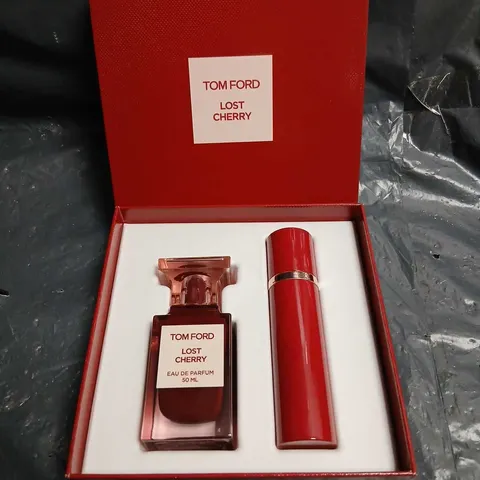 TOM FORD
LOST
CHERRY
TOM FORD
LOST
CHERRY
EAU DE PARFUM
50 ML